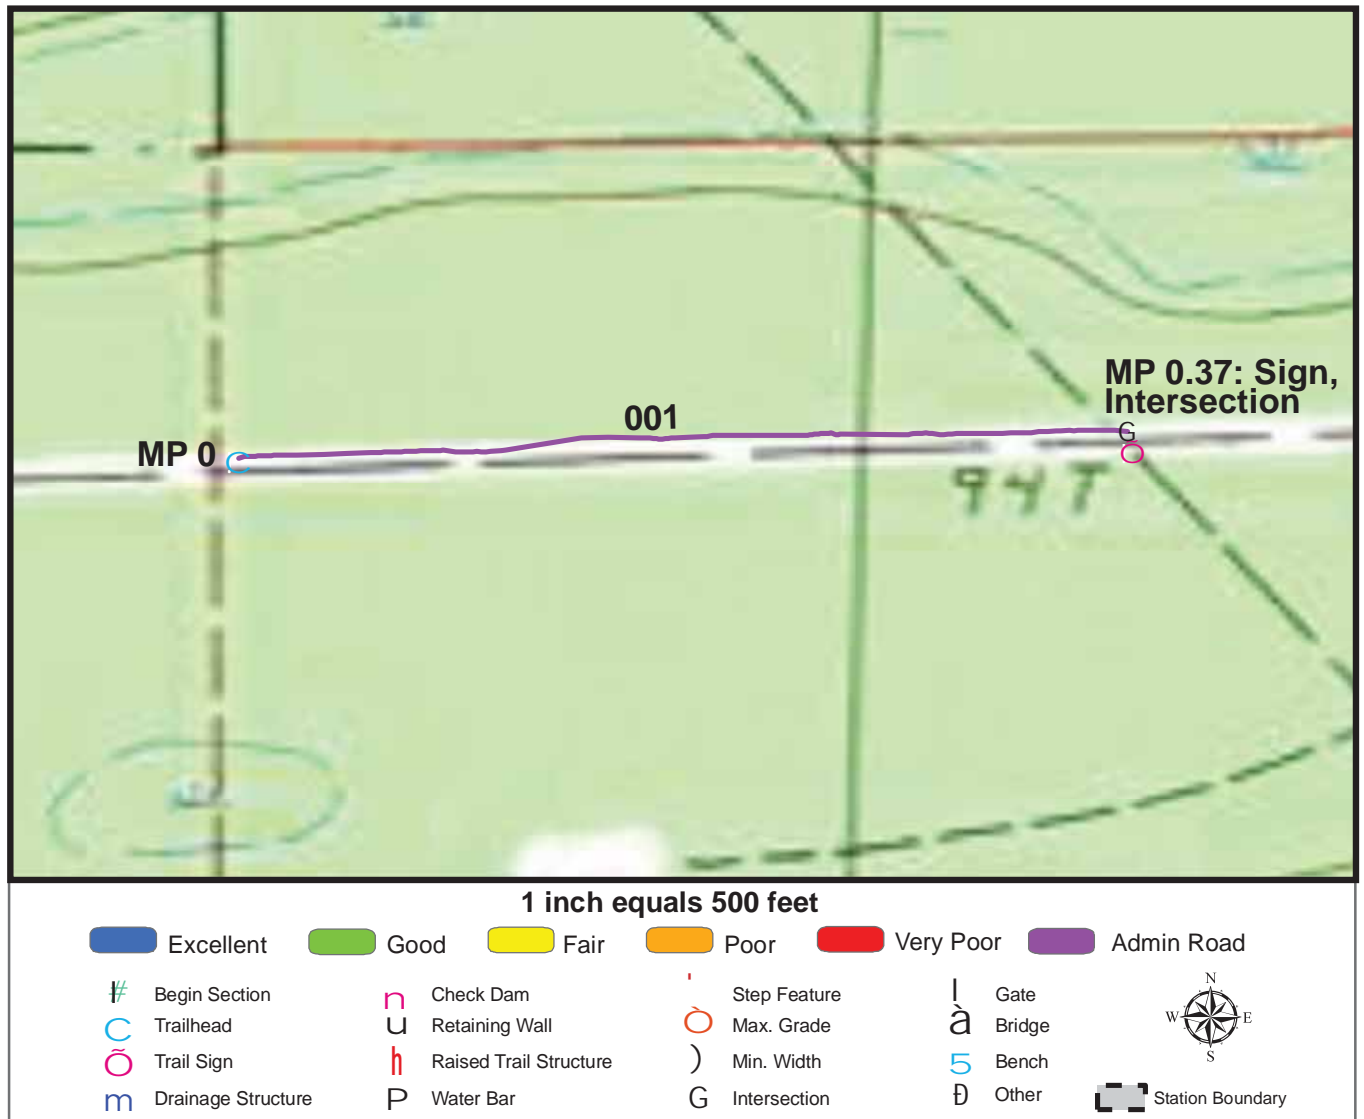 MP 0.37: Sign,
Intersection
001
G
MP 0
C
O
947
1 inch equals 500 feet
Excellent Good Fair Poor Very Poor Admin Road
# Begin Section n Check Dam ' Step Feature | Gate N
C Trailhead u Retaining Wall Ò Max. Grade à Bridge W E
Õ Trail Sign h Raised Trail Structure ) Min. Width 5 Bench S
m Drainage Structure P Water Bar G Intersection Ð Other Station Boundary